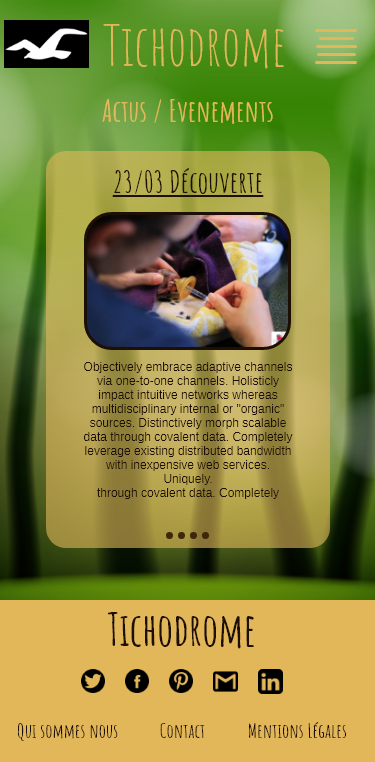 Tichodrome
Actus / Evenements
23/03 Découverte
Objectively embrace adaptive channels
via one-to-one channels. Holisticly
impact intuitive networks whereas
multidisciplinary internal or "organic"
sources. Distinctively morph scalable
data through covalent data. Completely
leverage existing distributed bandwidth
with inexpensive web services.
Uniquely.
through covalent data. Completely
Tichodrome
Qui sommes nous Contact Mentions Légales